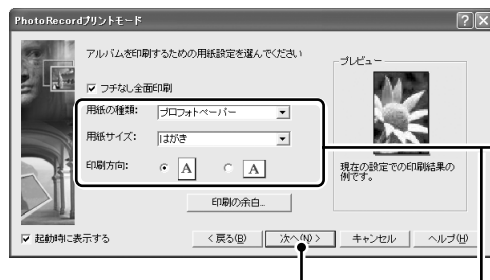 PhotoRecordプリントモード
アルバムを印刷するための用紙設定を選んでください
プレビュー
フチなし全面印刷
用紙の種類: プロフォトペーパー
用紙サイズ: はがき
印刷方向: A A
現在の設定での印刷結果の
例です。
印刷の余白...
起動時に表示する
< 戻る(B) 次へ(N) > キャンセル ヘルプ(H)